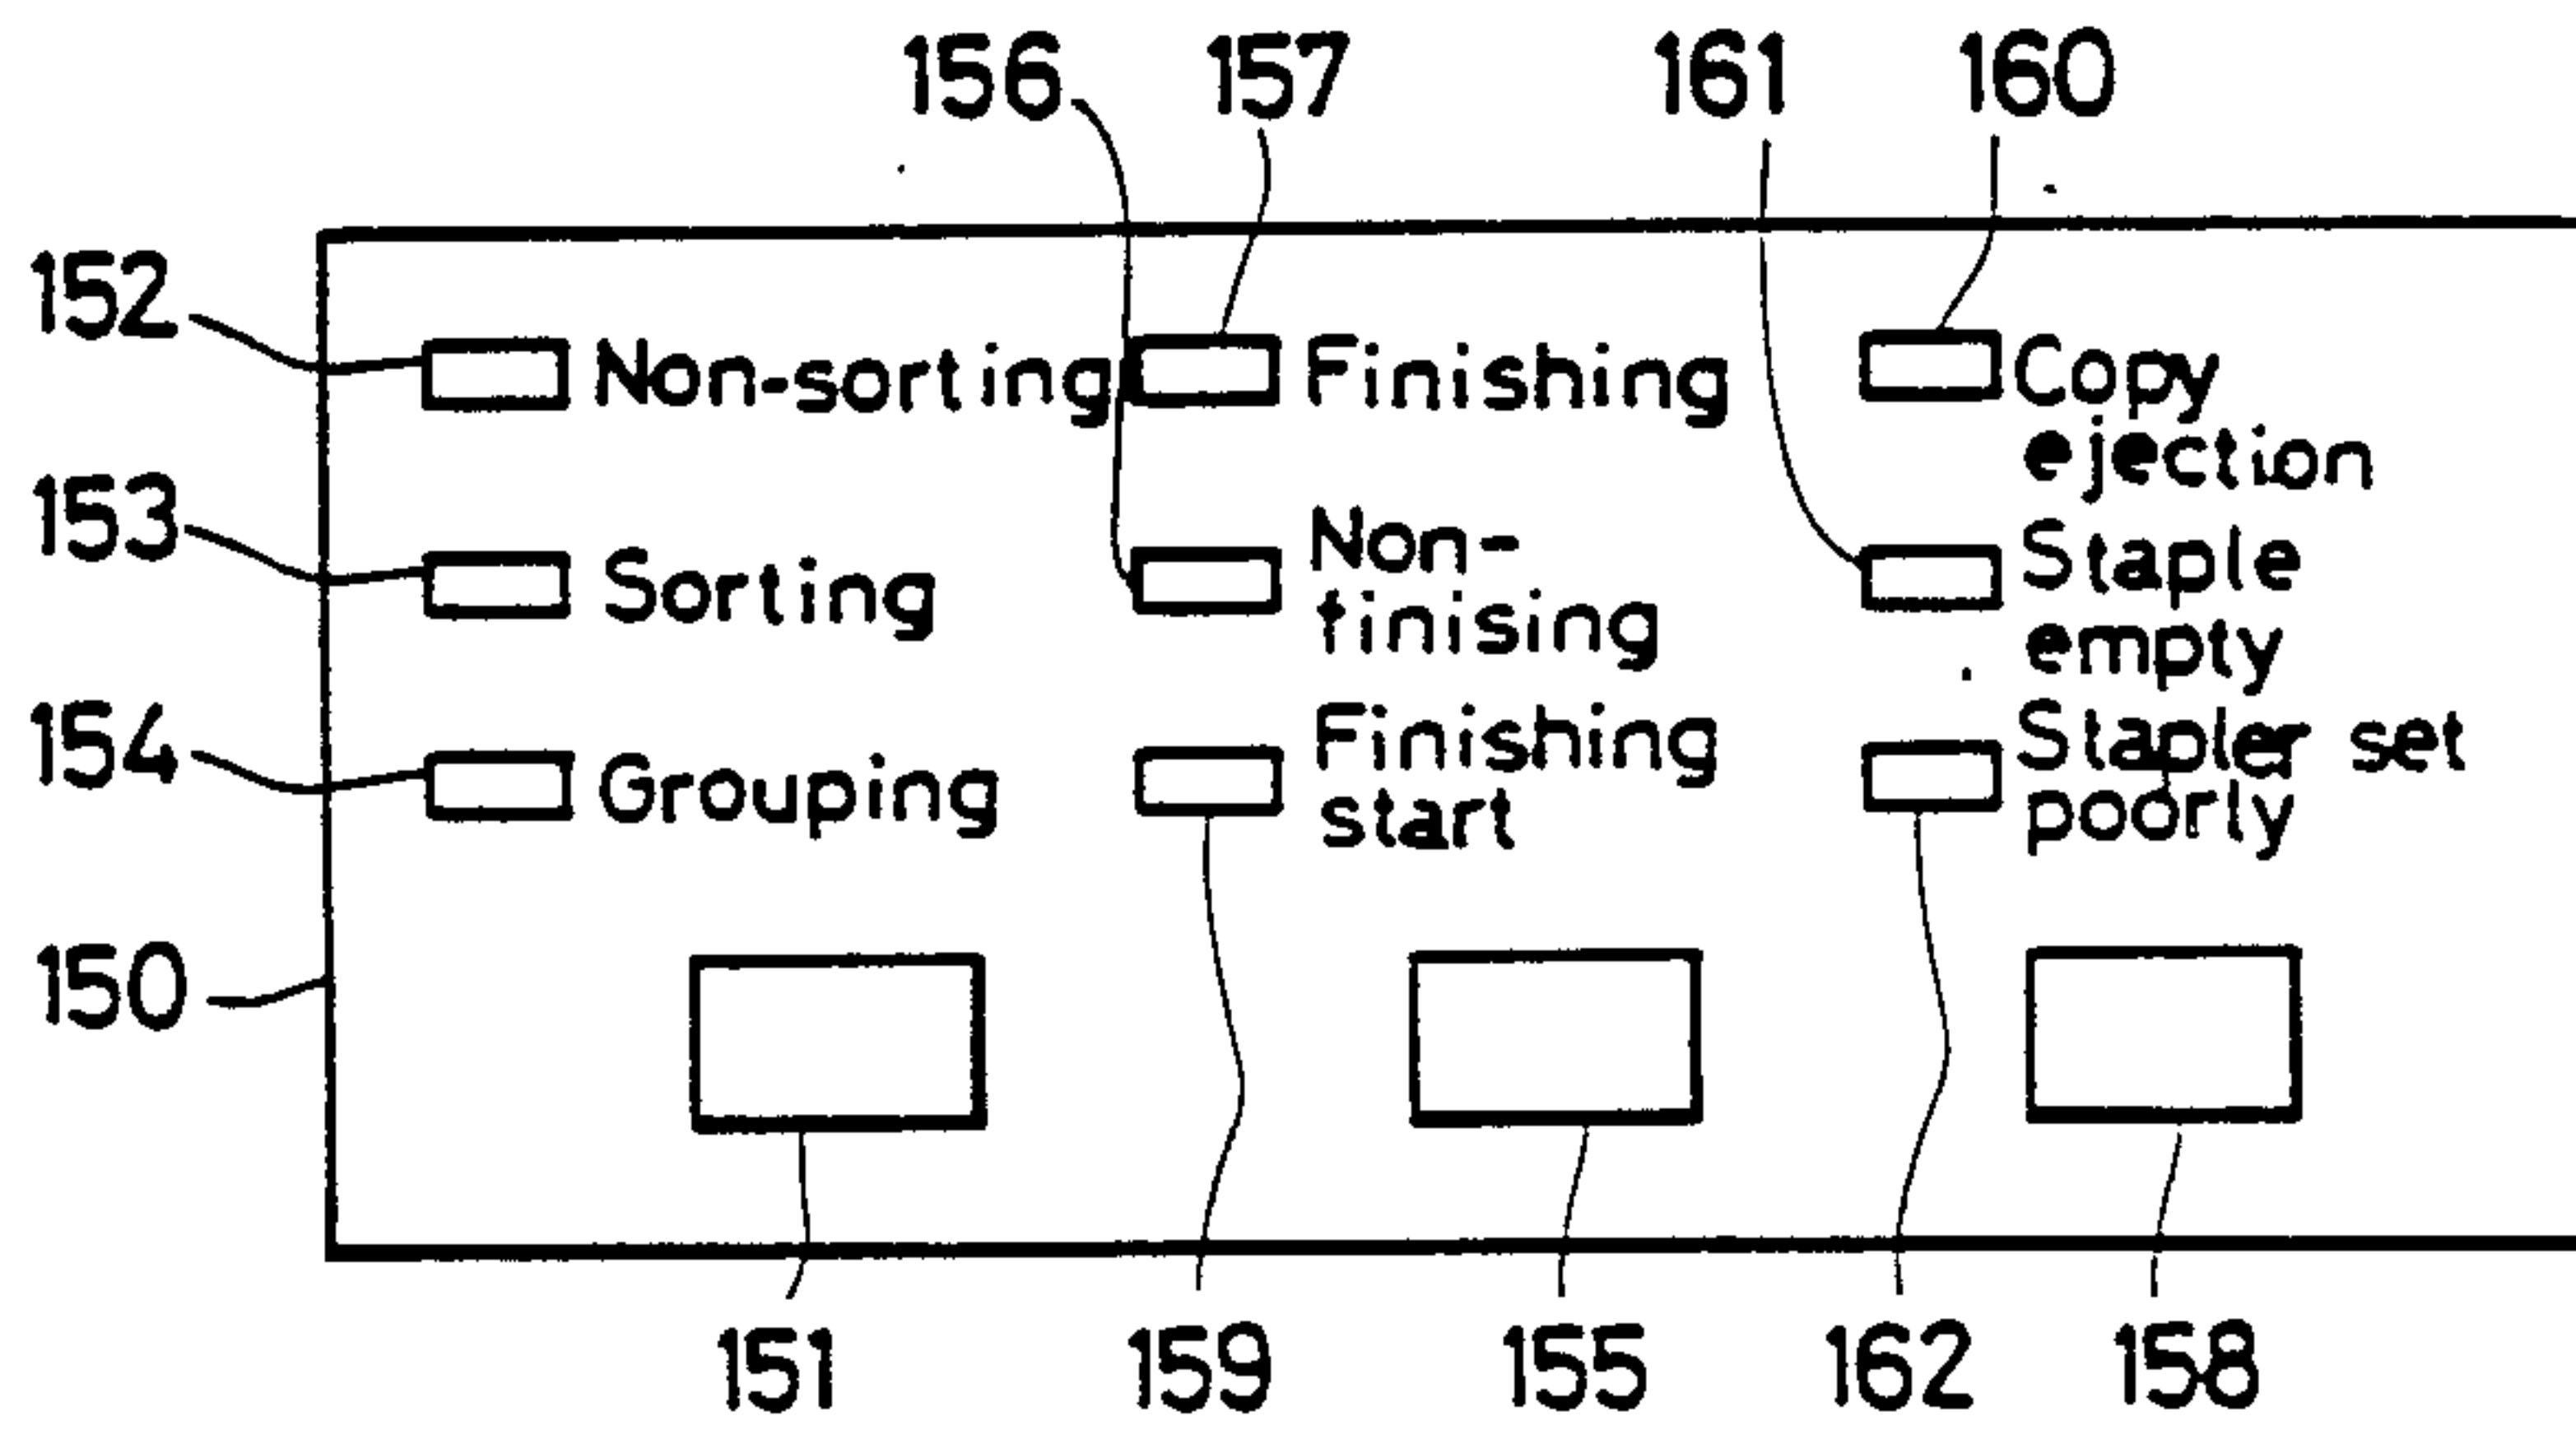 156 157 161 160
152
Non-sorting Finishing Copy
ejection
153
Sorting Non-
finising Staple
empty
154
Grouping Finishing
start Stapler set
poorly
150
151 159 155 162 158